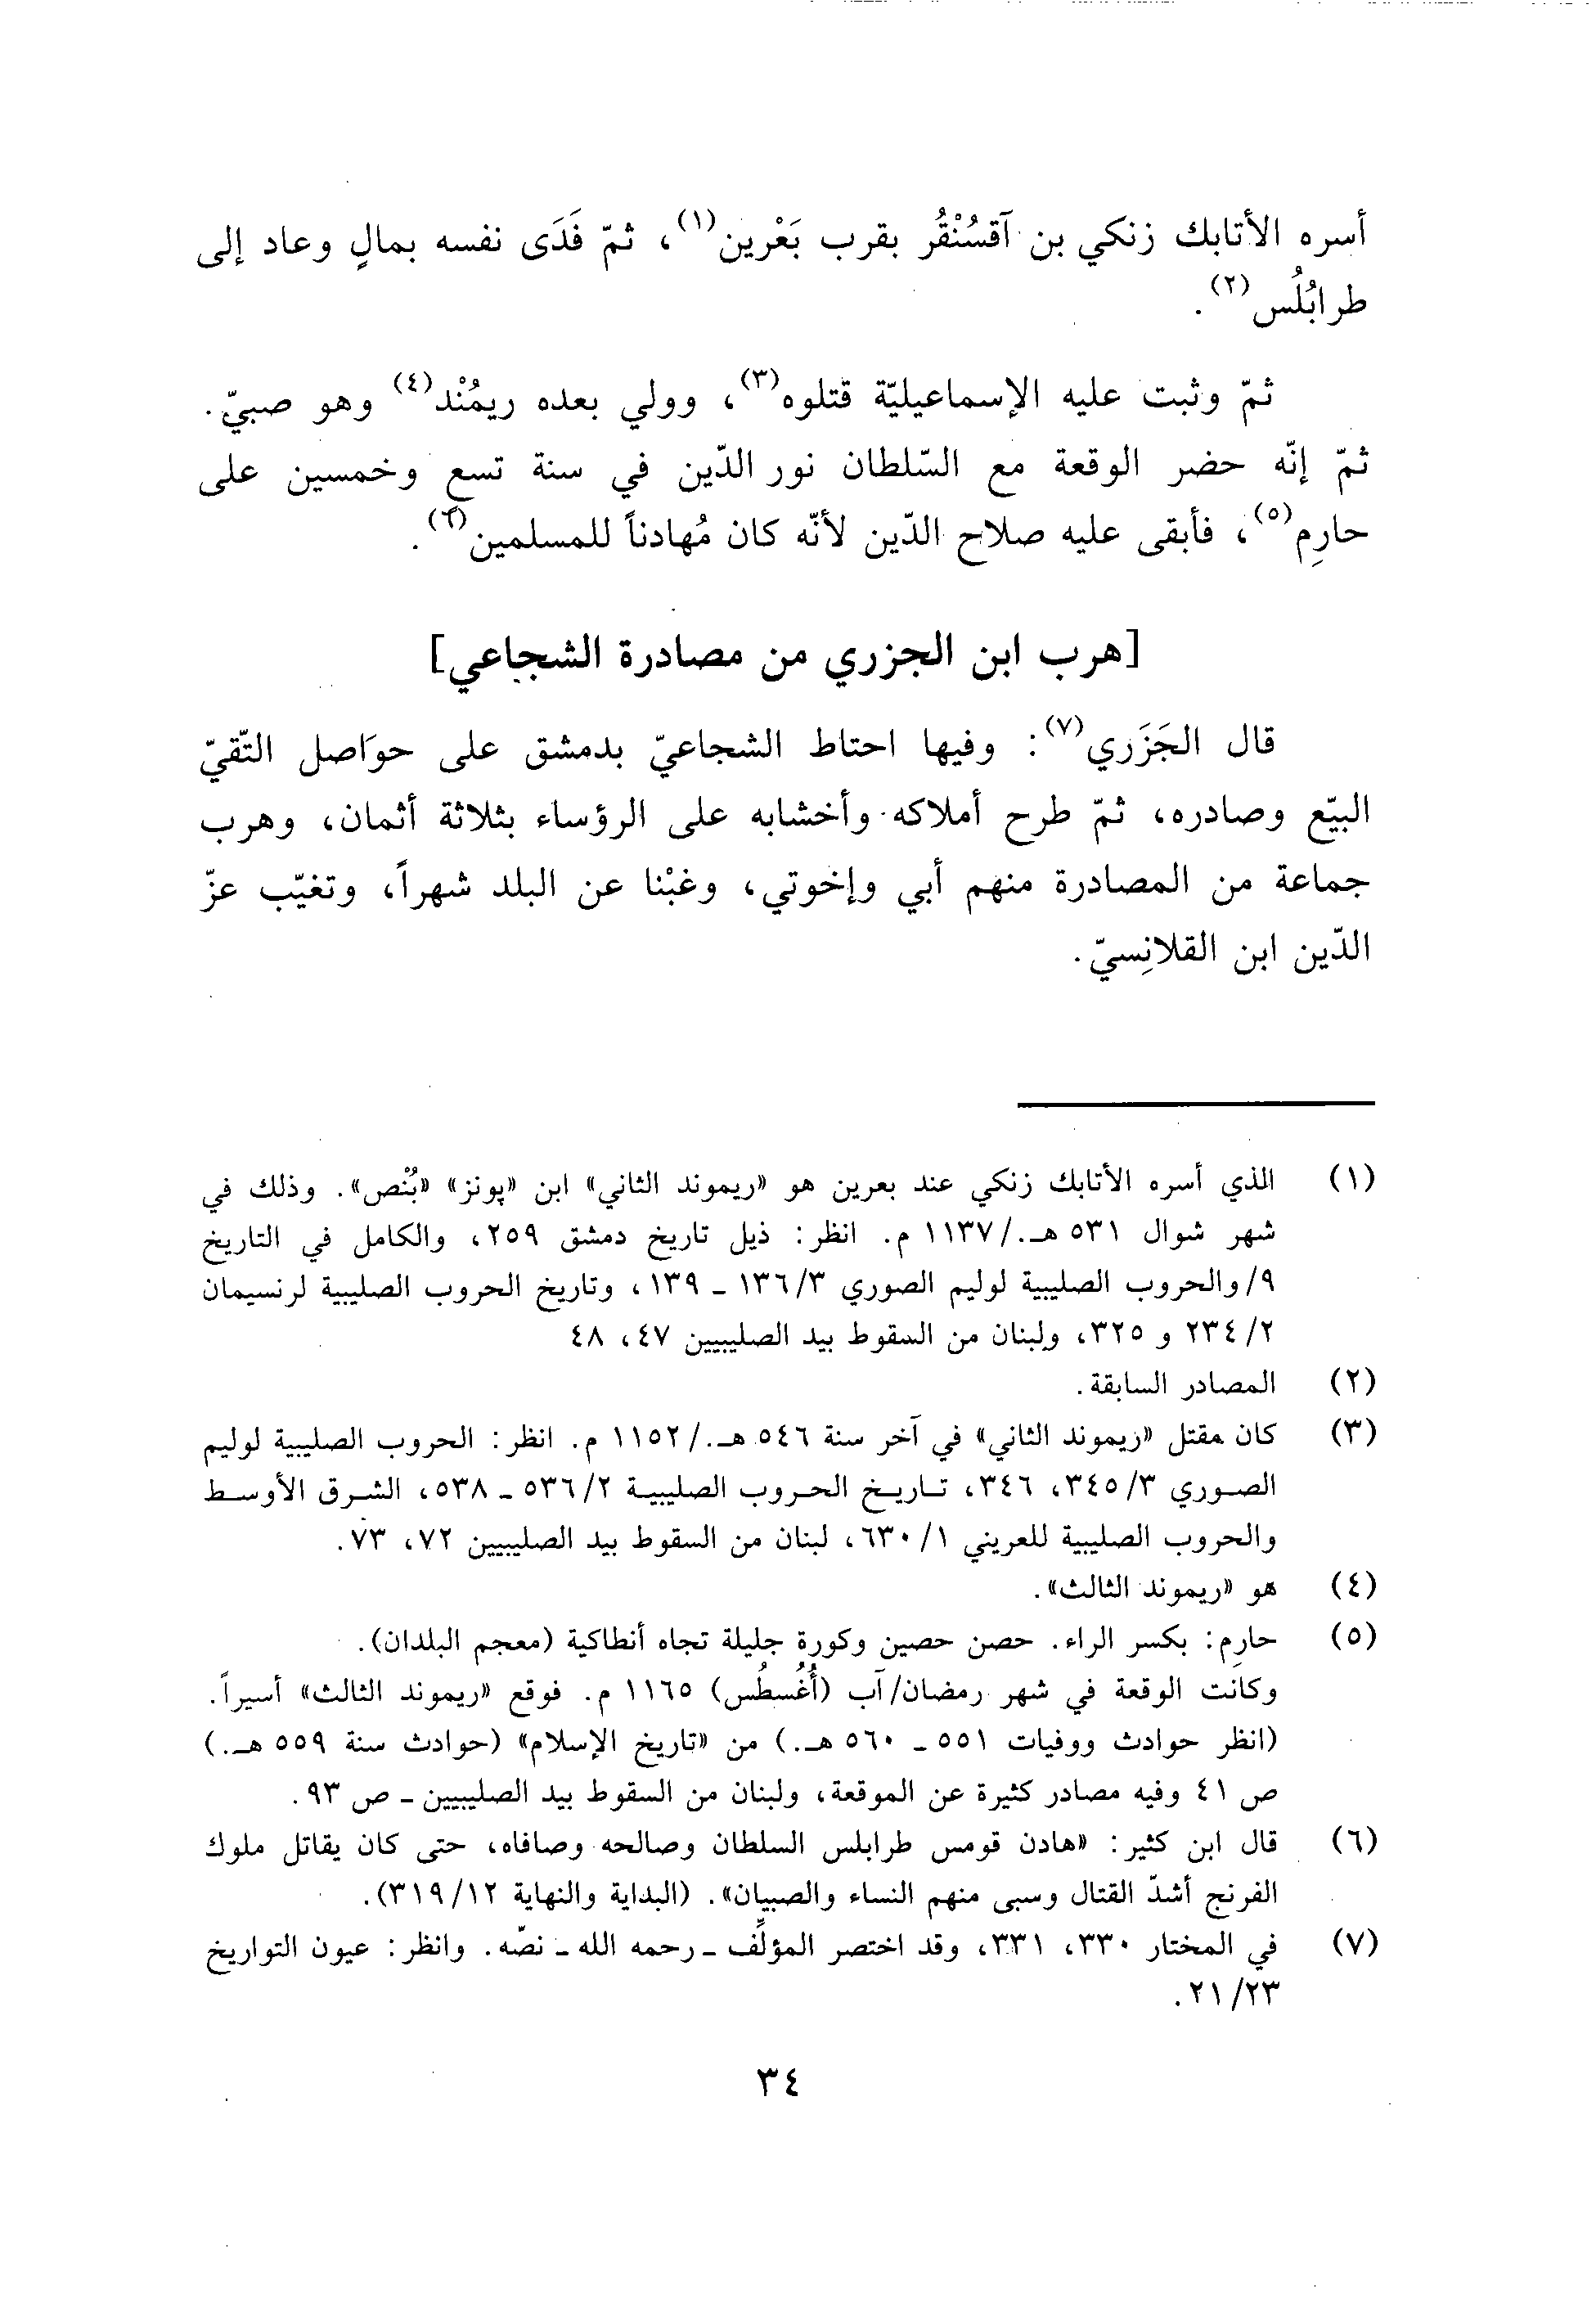 أسره الأتابك زنكي بن آقسُنْقُر بقرب بَعْرين(١)، ثمّ فَدَى نفسه بمالٍ وعاد إلى
طرابُلُس(٢).
ثمّ وثبت عليه الإسماعيليّة قتلوه(٣)، وولي بعده ريمُنْد(٤) وهو صبيّ.
ثمّ إنّه حضر الوقعة مع السّلطان نور الدّين في سنة تسعٍ وخمسين على
حارِم(٥)، فأبقى عليه صلاح الدّين لأنّه كان مُهادناً للمسلمين(٦).
[هرب ابن الجزري من مصادرة الشجاعي]
قال الجَزَري(٧): وفيها احتاط الشجاعيّ بدمشق على حوَاصل التّقيّ
البيّع وصادره، ثمّ طرح أملاكه وأخشابه على الرؤساء بثلاثة أثمان، وهرب
جماعة من المصادرة منهم أبي وإخوتي، وغبْنا عن البلد شهراً، وتغيّب عزّ
الدّين ابن القلانِسيّ.
(١) الذي أسره الأتابك زنكي عند بعرين هو «ريموند الثاني» ابن «پونز» «بُنْص». وذلك في
شهر شوال ٥٣١ هـ./١١٣٧ م. انظر: ذيل تاريخ دمشق ٢٥٩، والكامل في التاريخ
٩/والحروب الصليبية لوليم الصوري ١٣٦/٣ ـ ١٣٩، وتاريخ الحروب الصليبية لرنسيمان
٢٣٤/٢ و ٣٢٥، ولبنان من السقوط بيد الصليبيين ٤٧، ٤٨
(٢) المصادر السابقة.
(٣) كان مقتل «ريموند الثاني» في آخر سنة ٥٤٦ هـ./١١٥٢ م. انظر: الحروب الصليبية لوليم
الصوري ٣٤٥/٣، ٣٤٦، تاريخ الحروب الصليبية ٥٣٦/٢ ـ ٥٣٨، الشرق الأوسط
والحروب الصليبية للعريني ٦٣٠/١، لبنان من السقوط بيد الصليبيين ٧٢، ٧٣.
(٤) هو «ريموند الثالث».
(٥) حارِم: بكسر الراء. حصن حصين وكورة جليلة تجاه أنطاكية (معجم البلدان).
وكانت الوقعة في شهر رمضان/آب (أُغُسطُس) ١١٦٥ م. فوقع «ريموند الثالث» أسيراً.
(انظر حوادث ووفيات ٥٥١ ـ ٥٦٠ هـ.) من «تاريخ الإسلام» (حوادث سنة ٥٥٩ هـ.)
ص ٤١ وفيه مصادر كثيرة عن الموقعة، ولبنان من السقوط بيد الصليبيين ـ ص ٩٣.
(٦) قال ابن كثير: «هادن قومس طرابلس السلطان وصالحه وصافاه، حتى كان يقاتل ملوك
الفرنج أشدّ القتال وسبى منهم النساء والصبيان». (البداية والنهاية ٣١٩/١٢).
(٧) في المختار ٣٣٠، ٣٣١، وقد اختصر المؤلّف ـ رحمه الله ـ نصّه. وانظر: عيون التواريخ
٢١/٢٣.
٣٤